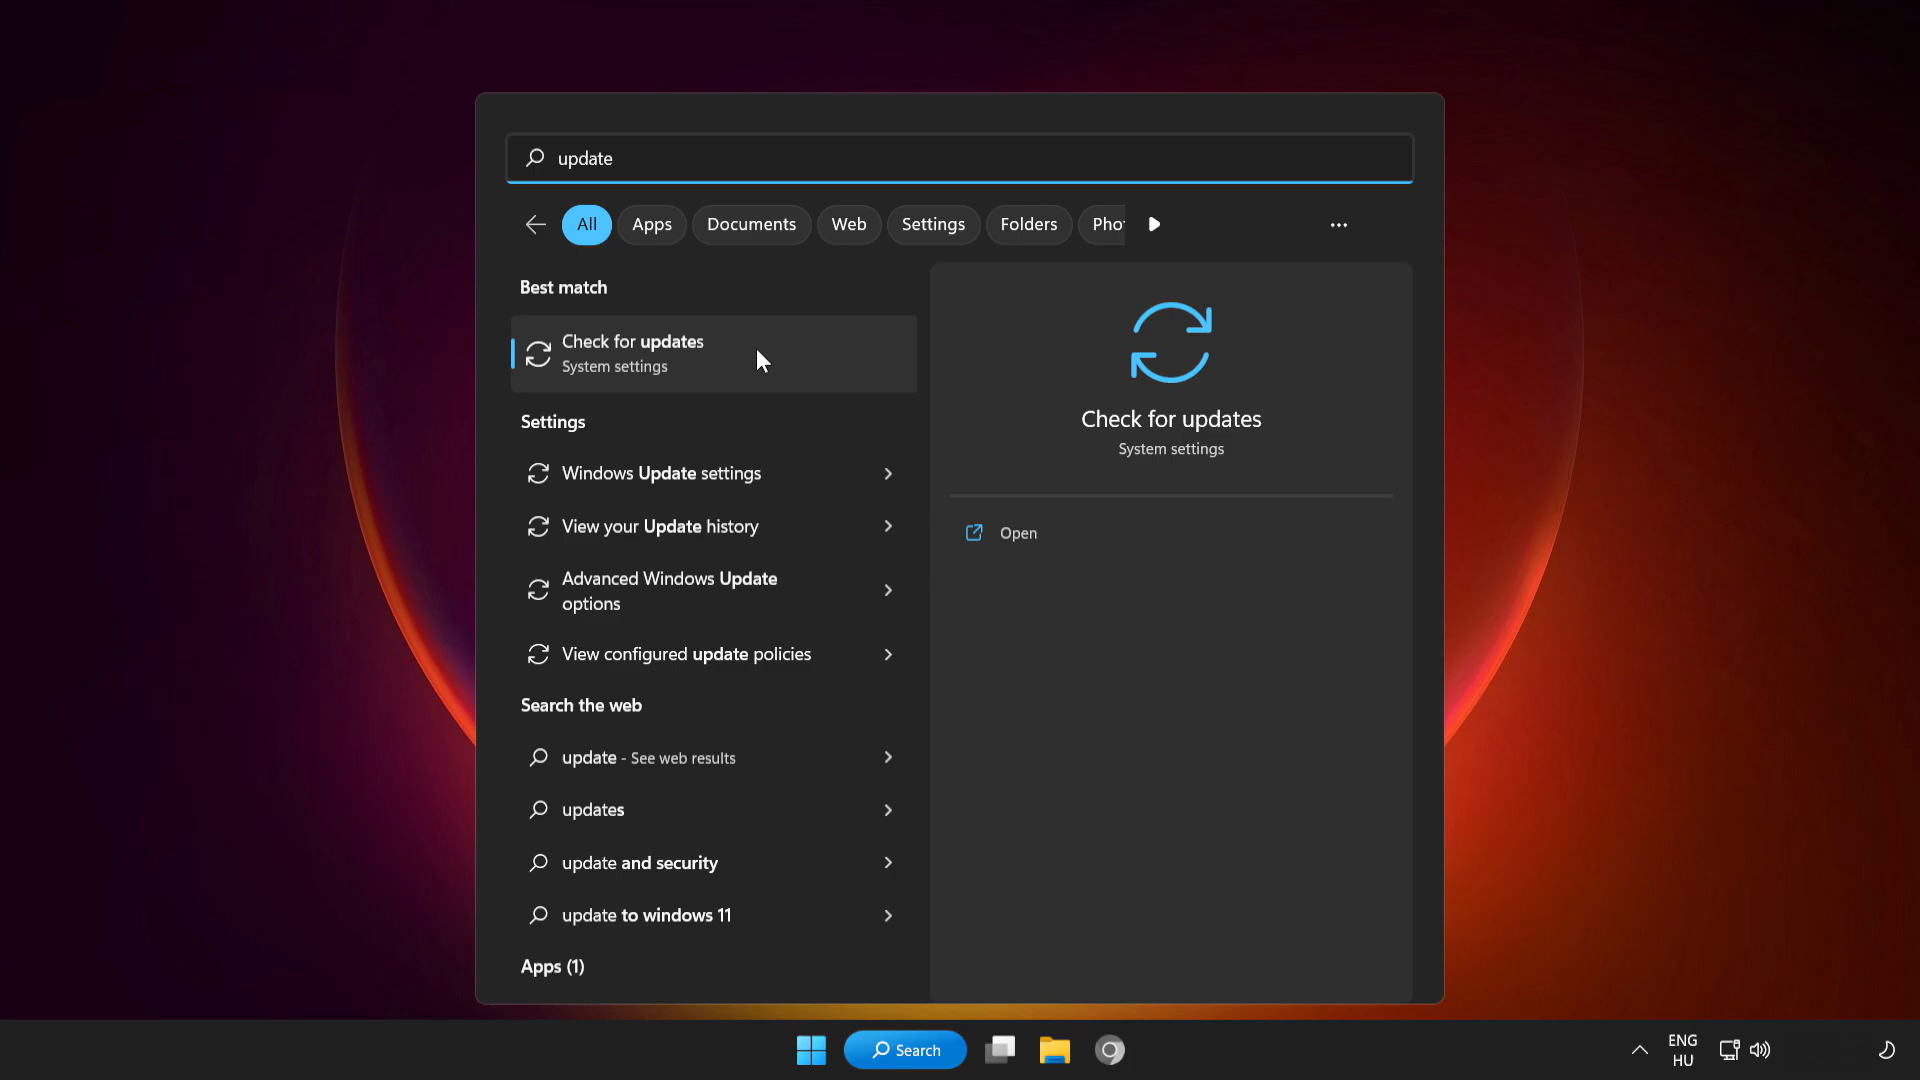 update
All Apps Documents Web Settings Folders Pho
Best match
Check for updates
System settings
Settings
Windows Update settings
View your Update history
Advanced Windows Update
options
View configured update policies
Search the web
update - See web results
updates
update and security
update to windows 11
Apps (1)
Check for updates
System settings
Open
Search
ENG
HU